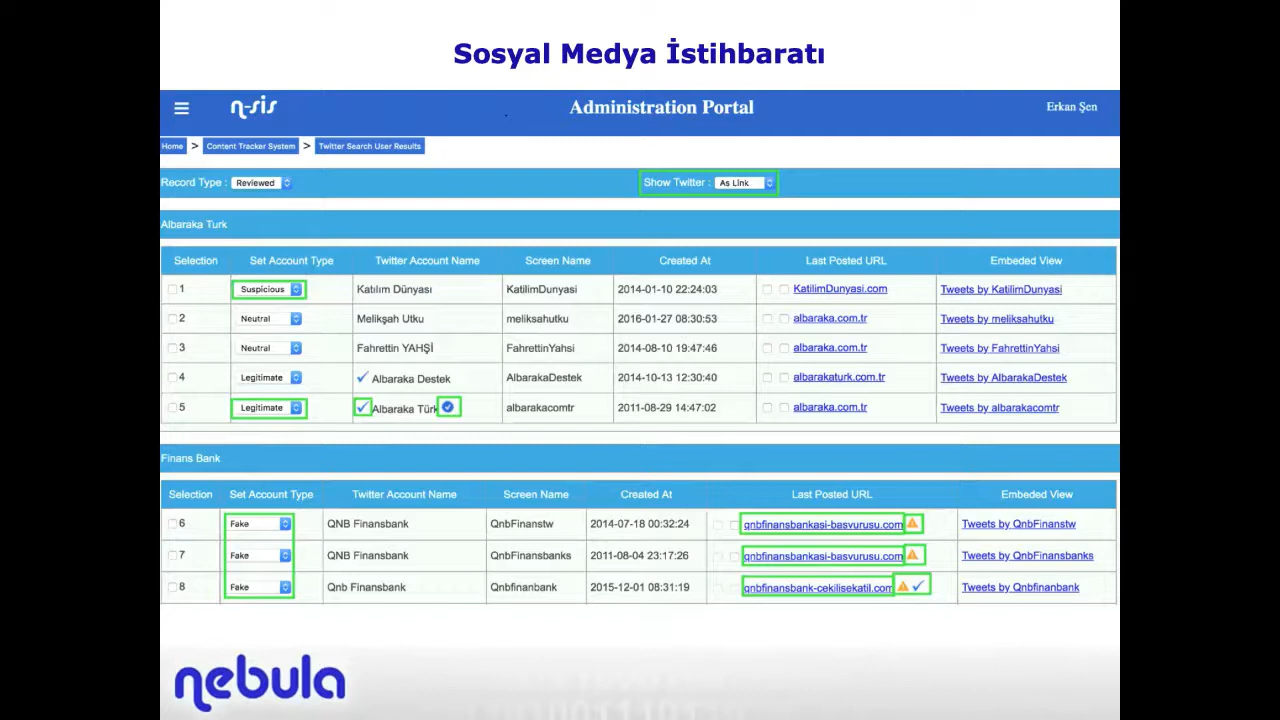 Sosyal Medya İstihbaratı
n-sis Administration Portal Erkan Şen
Home > Content Tracker System > Twitter Search User Results
Record Type : Reviewed Show Twitter : As Link
Albaraka Turk
Selection Set Account Type Twitter Account Name Screen Name Created At Last Posted URL Embeded View
1 Suspicious Katılım Dünyası KatilimDunyasi 2014-01-10 22:24:03 KatilimDunyasi.com Tweets by KatilimDunyasi
2 Neutral Melikşah Utku meliksahutku 2016-01-27 08:30:53 albaraka.com.tr Tweets by meliksahutku
3 Neutral Fahrettin YAHŞİ FahrettinYahsi 2014-08-10 19:47:46 albaraka.com.tr Tweets by FahrettinYahsi
4 Legitimate Albaraka Destek AlbarakaDestek 2014-10-13 12:30:40 albarakaturk.com.tr Tweets by AlbarakaDestek
5 Legitimate Albaraka Türk albarakacomtr 2011-08-29 14:47:02 albaraka.com.tr Tweets by albarakacomtr
Finans Bank
Selection Set Account Type Twitter Account Name Screen Name Created At Last Posted URL Embeded View
6 Fake QNB Finansbank QnbFinanstw 2014-07-18 00:32:24 qnbfinansbankasi-basvurusu.com Tweets by QnbFinanstw
7 Fake QNB Finansbank QnbFinansbanks 2011-08-04 23:17:26 qnbfinansbankasi-basvurusu.com Tweets by QnbFinansbanks
8 Fake Qnb Finansbank Qnbfinanbank 2015-12-01 08:31:19 qnbfinansbank-cekilisekatil.com Tweets by Qnbfinanbank
nebula